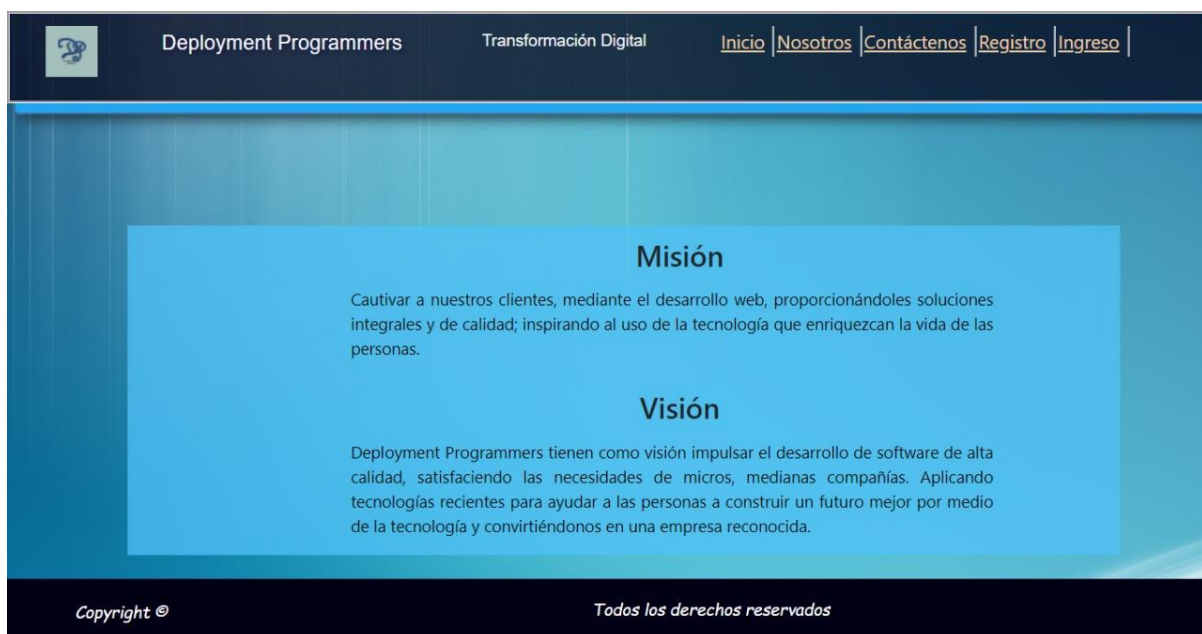 Deployment Programmers
Transformación Digital
Inicio |Nosotros |Contáctenos |Registro |Ingreso |
Misión
Cautivar a nuestros clientes, mediante el desarrollo web, proporcionándoles soluciones
integrales y de calidad; inspirando al uso de la tecnología que enriquezcan la vida de las
personas.
Visión
Deployment Programmers tienen como visión impulsar el desarrollo de software de alta
calidad, satisfaciendo las necesidades de micros, medianas compañías. Aplicando
tecnologías recientes para ayudar a las personas a construir un futuro mejor por medio
de la tecnología y convirtiéndonos en una empresa reconocida.
Copyright ©
Todos los derechos reservados